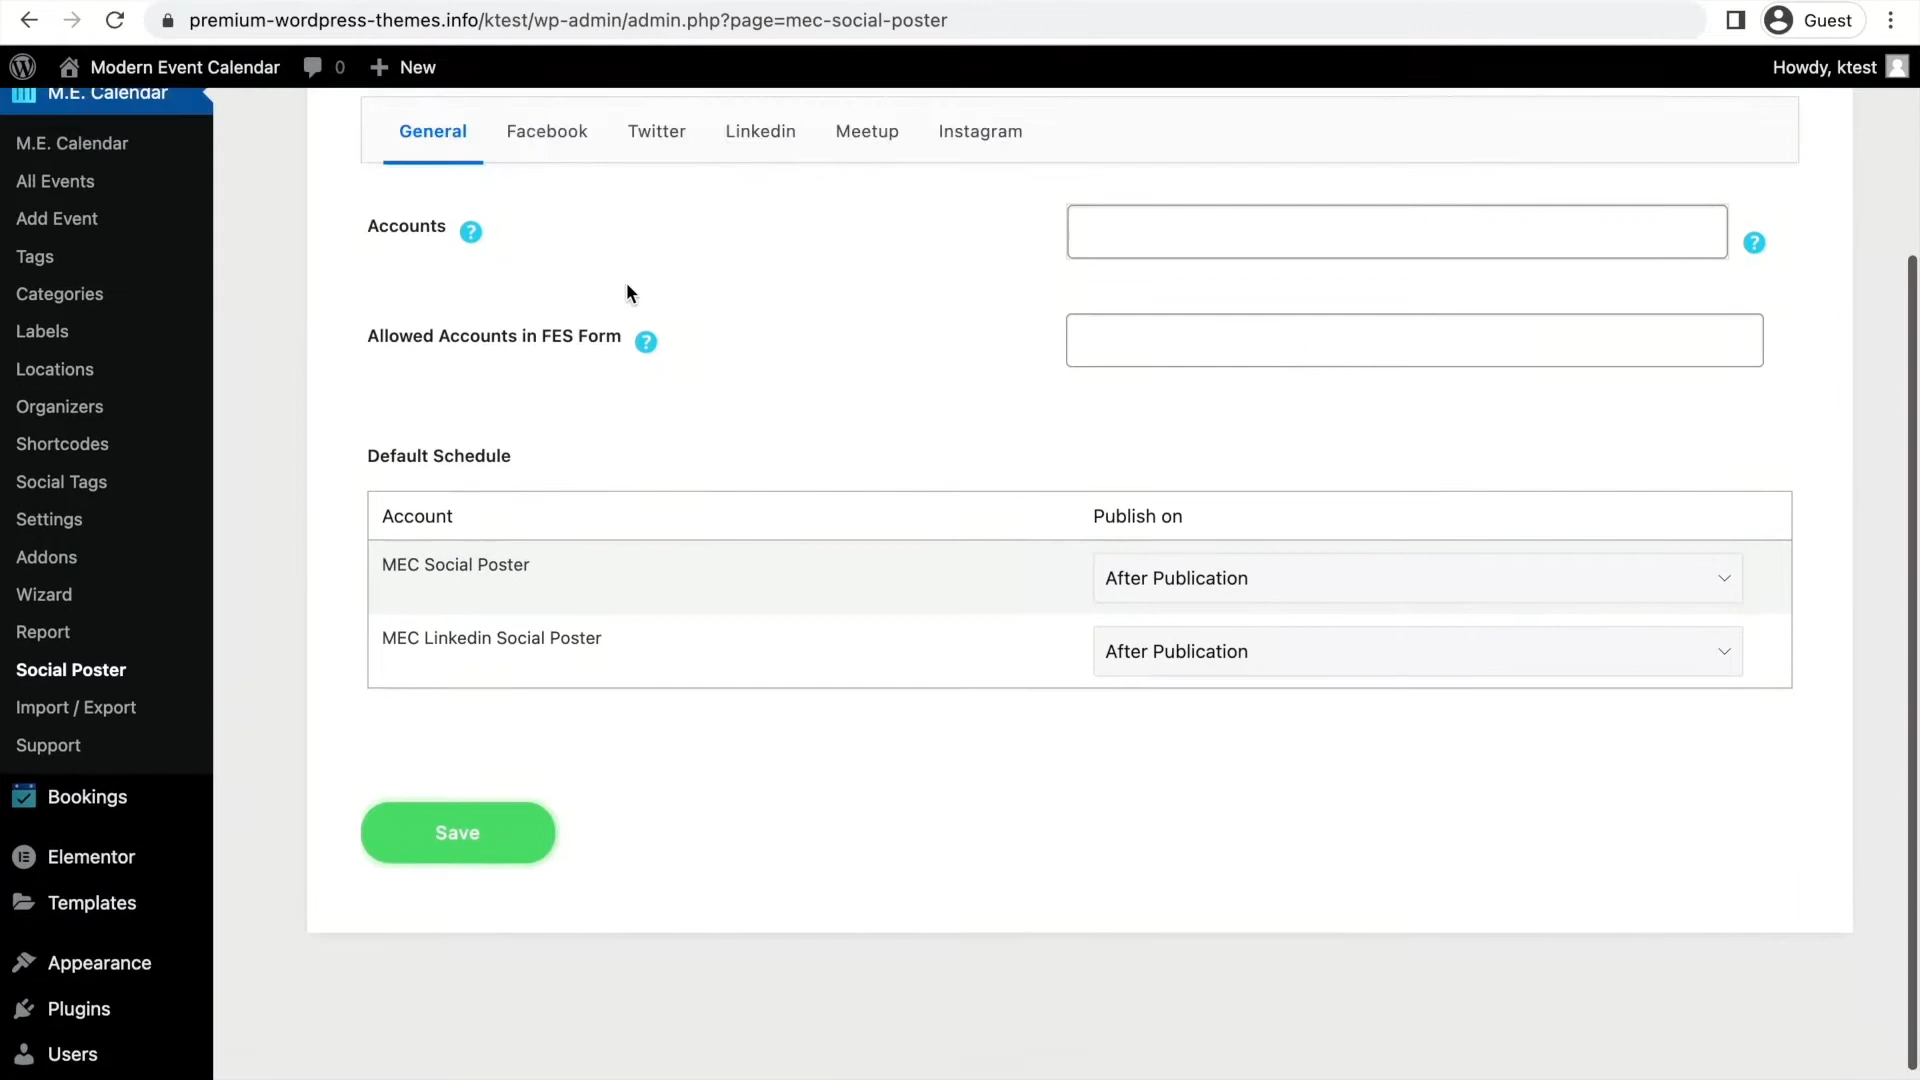 premium-wordpress-themes.info/ktest/wp-admin/admin.php?page=mec-social-poster
Guest
Modern Event Calendar
0
New
Howdy, ktest
M.E. Calendar
M.E. Calendar
All Events
Add Event
Tags
Categories
Labels
Locations
Organizers
Shortcodes
Social Tags
Settings
Addons
Wizard
Report
Social Poster
Import / Export
Support
Bookings
Elementor
Templates
Appearance
Plugins
Users
General Facebook Twitter Linkedin Meetup Instagram
Accounts ?
?
Allowed Accounts in FES Form ?
Default Schedule
Account Publish on
MEC Social Poster After Publication
MEC Linkedin Social Poster After Publication
Save